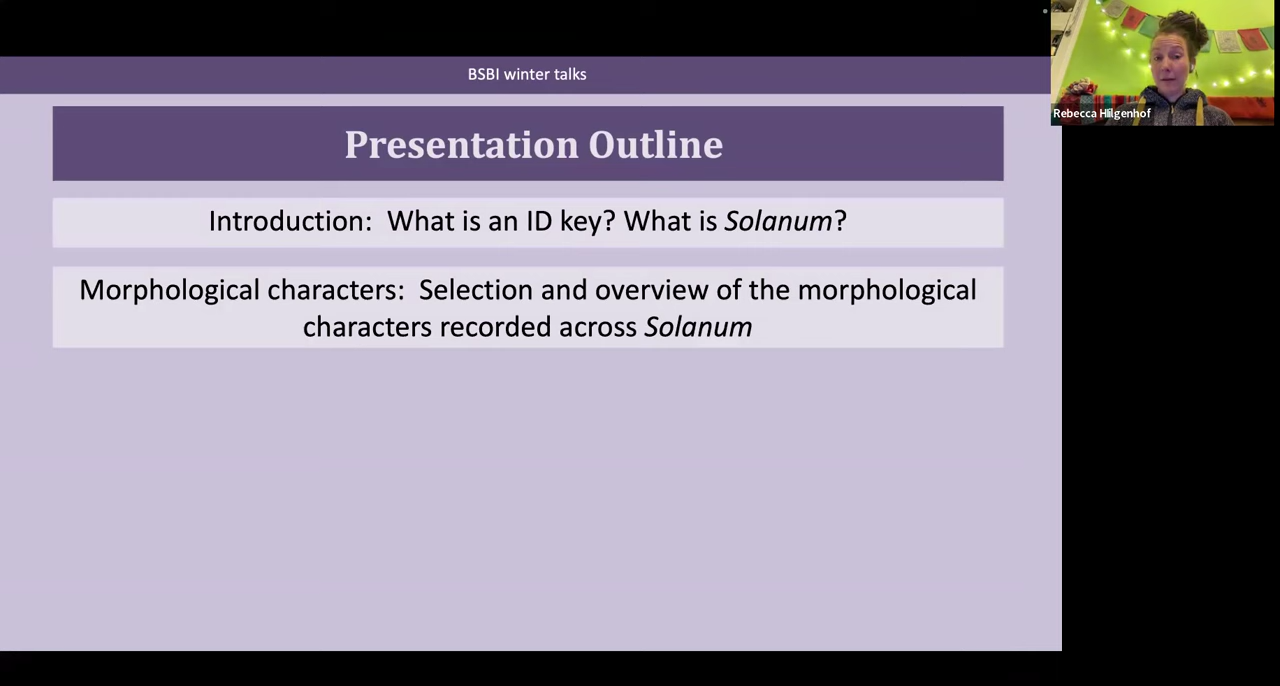 BSBI winter talks
Presentation Outline
Introduction:  What is an ID key? What is Solanum?
Morphological characters:  Selection and overview of the morphological
characters recorded across Solanum
Rebecca Hilgenhof